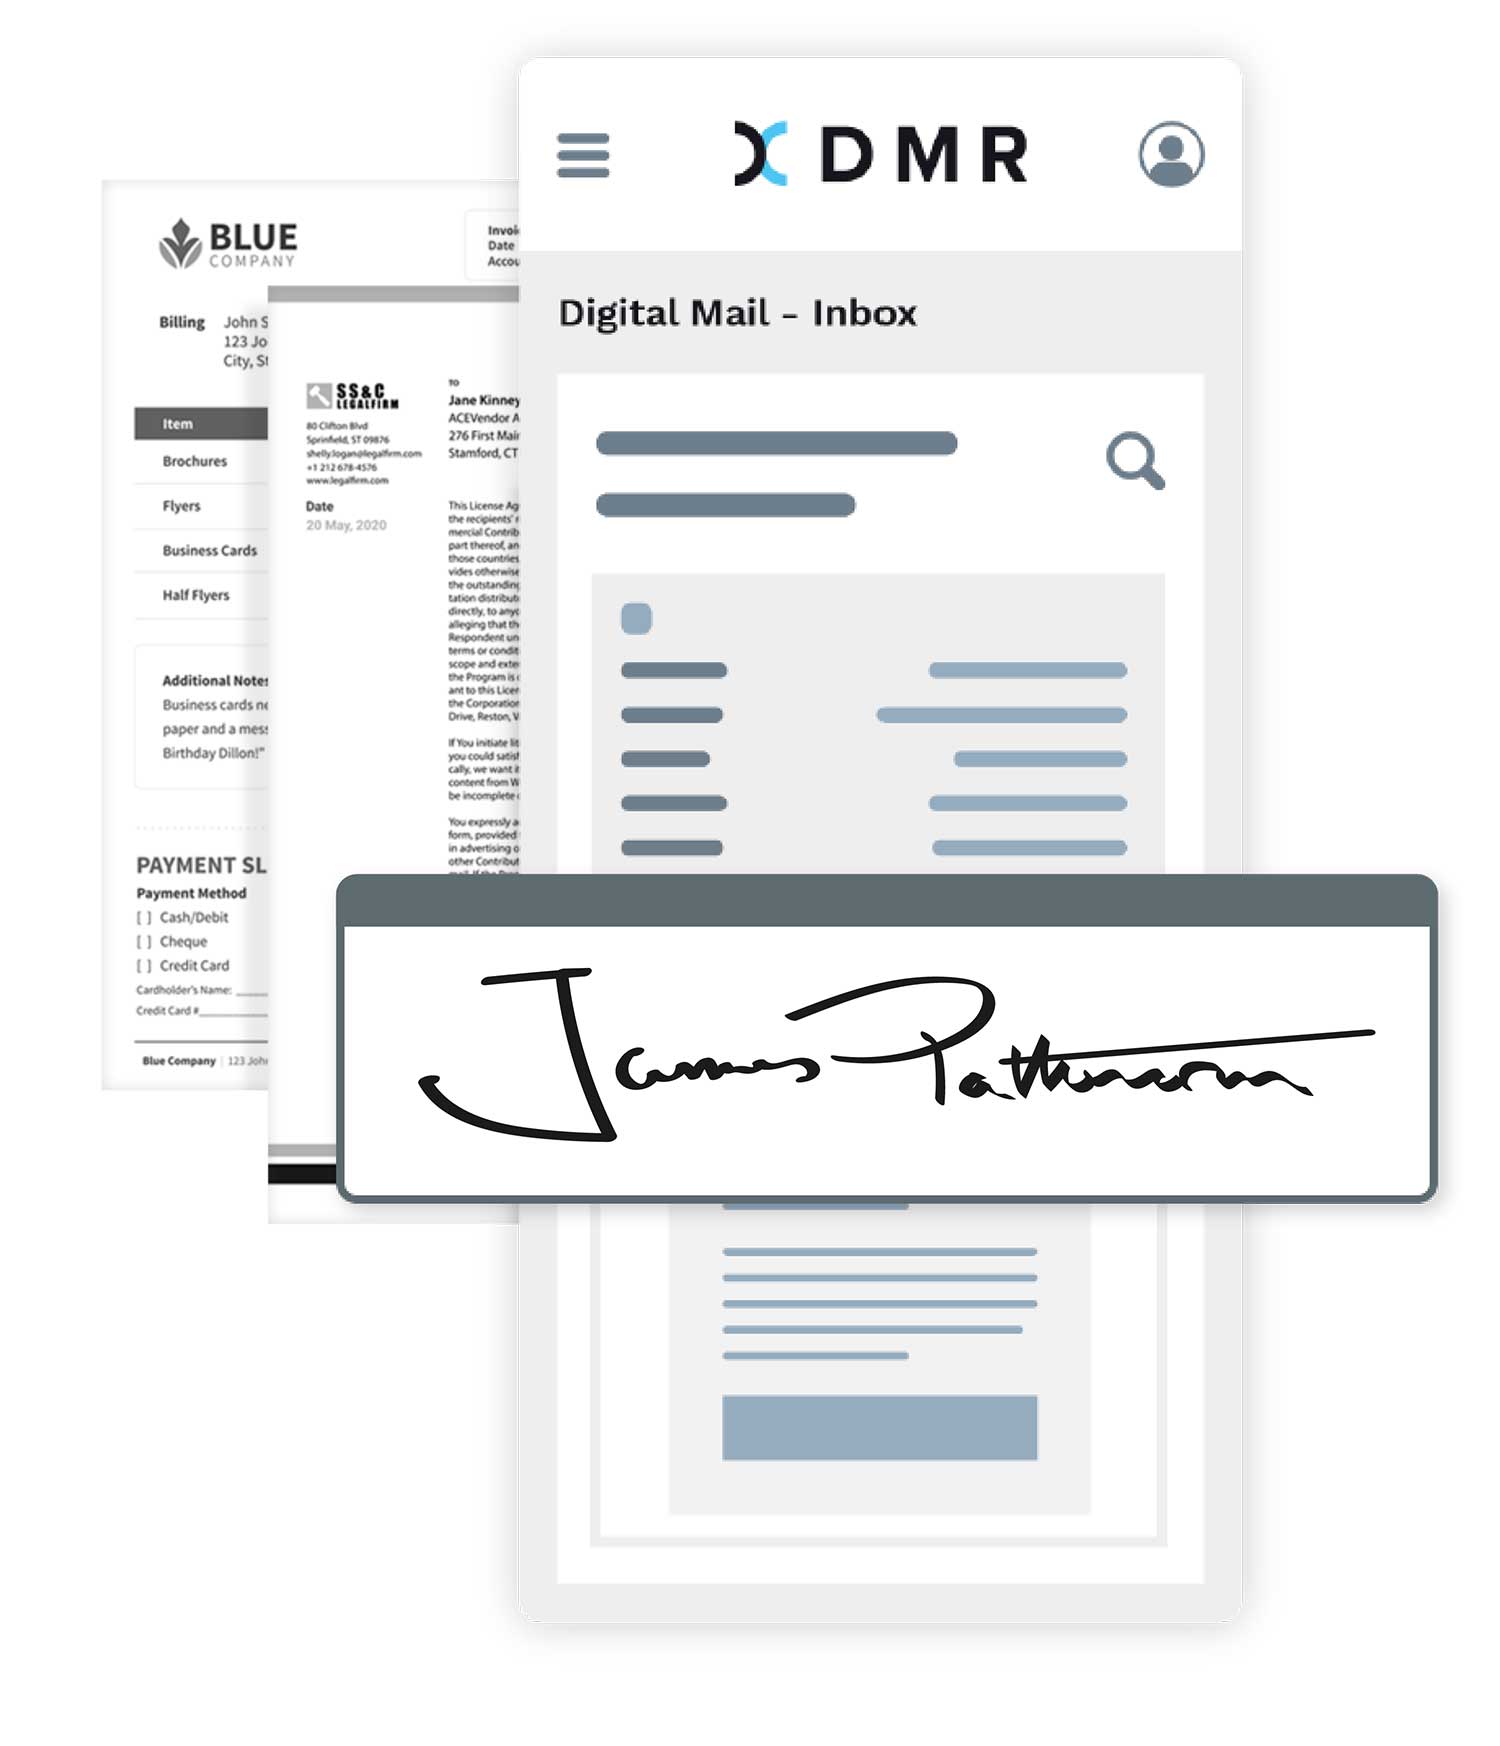 DMR
Digital Mail - Inbox
BLUE
COMPANY
Invoi
Date
Accou
Billing
John S
123 Jo
City, St
Item
Brochures
Flyers
Business Cards
Half Flyers
Additional Notes
Business cards ne
paper and a mess
Birthday Dillon!"
PAYMENT SL
Payment Method
[ ] Cash/Debit
[ ] Cheque
[ ] Credit Card
Cardholder's Name:
Credit Card #
Blue Company | 123 John
SS&C
LEGALFIRM
80 Clifton Blvd
Sprinfield, ST 09876
shelly.logan@legalfirm.com
+1 212 678-4576
www.legalfirm.com
Date
20 May, 2020
TO
Jane Kinney
ACEVendor A
276 First Main
Stamford, CT
This License Ag
the recipients' r
mercial Contrib
part thereof, an
those countries
vides otherwise
the outstanding
tation distribut
directly, to anyo
alleging that th
Respondent un
terms or condit
scope and exte
the Program is
ant to this Licen
the Corporation
Drive, Reston, V
If You initiate lit
you could satisf
cally, we want it
content from W
be incomplete
You expressly a
form, provided
in advertising o
other Contribut
James